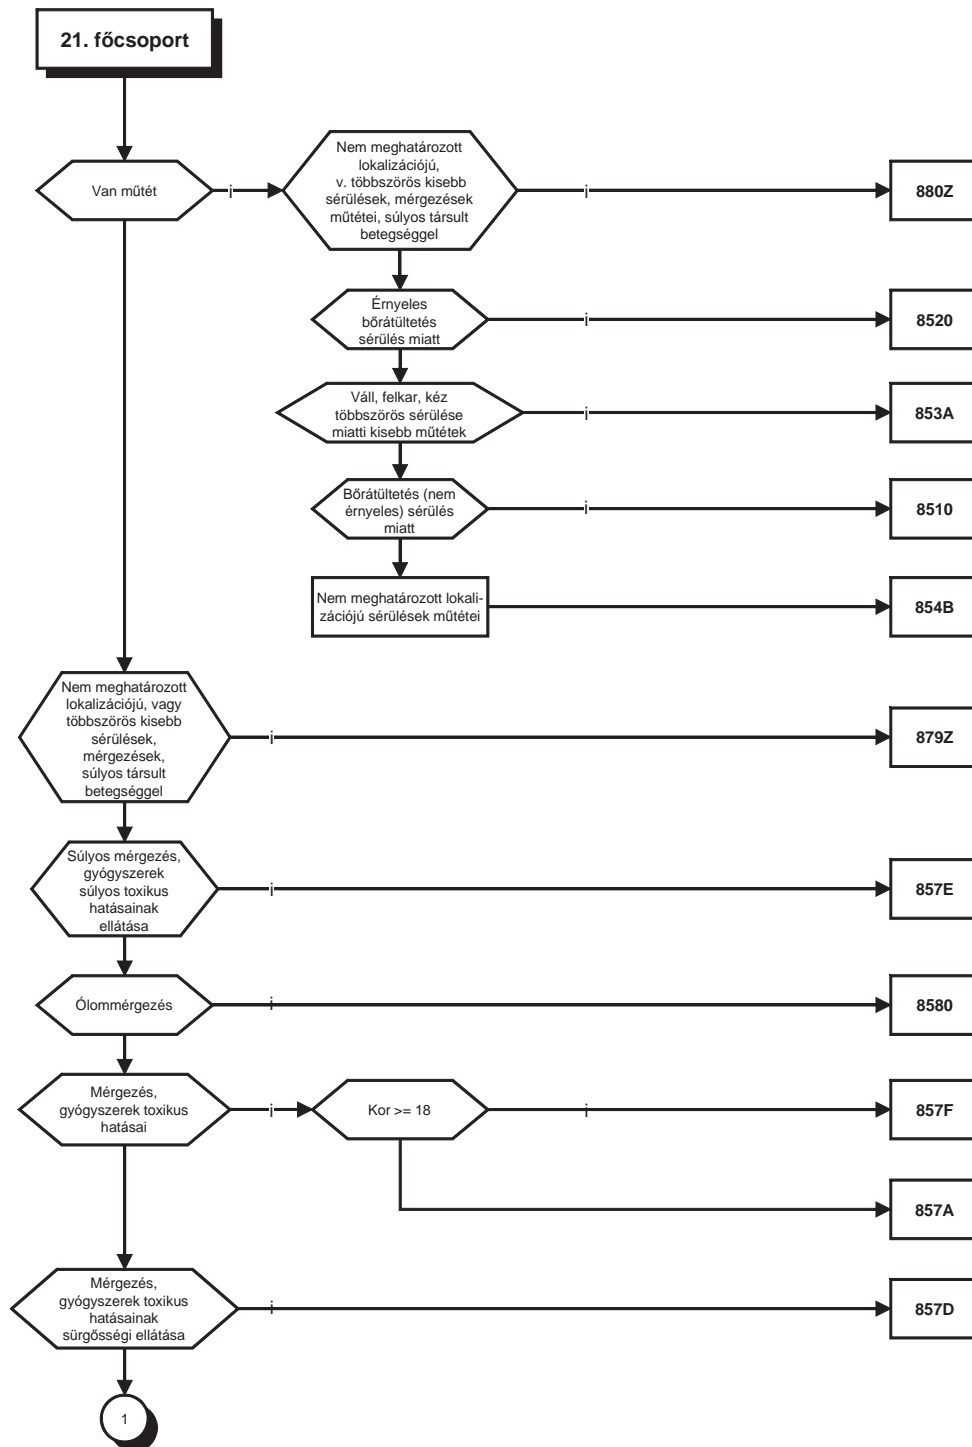 21. főcsoport
Van műtét
i
Nem meghatározott
lokalizációjú,
v. többszörös kisebb
sérülések, mérgezések
műtétei, súlyos társult
betegséggel
i
880Z
Érnyeles
bőrátültetés
sérülés miatt
i
8520
Váll, felkar, kéz
többszörös sérülése
miatti kisebb műtétek
i
853A
Bőrátültetés (nem
érnyeles) sérülés
miatt
i
8510
Nem meghatározott lokali-
zációjú sérülések műtétei
854B
Nem meghatározott
lokalizációjú, vagy
többszörös kisebb
sérülések,
mérgezések,
súlyos társult
betegséggel
i
879Z
Súlyos mérgezés,
gyógyszerek
súlyos toxikus
hatásainak
ellátása
i
857E
Ólommérgezés
i
8580
Mérgezés,
gyógyszerek toxikus
hatásai
i
Kor >= 18
i
857F
857A
Mérgezés,
gyógyszerek toxikus
hatásainak
sürgősségi ellátása
i
857D
1